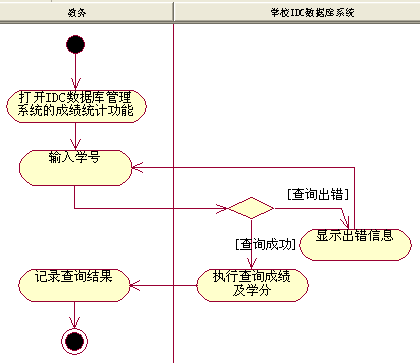 教务
学校IDC数据库系统
打开IDC数据库管理
系统的成绩统计功能
输入学号
[查询出错]
显示出错信息
[查询成功]
执行查询成绩
及学分
记录查询结果